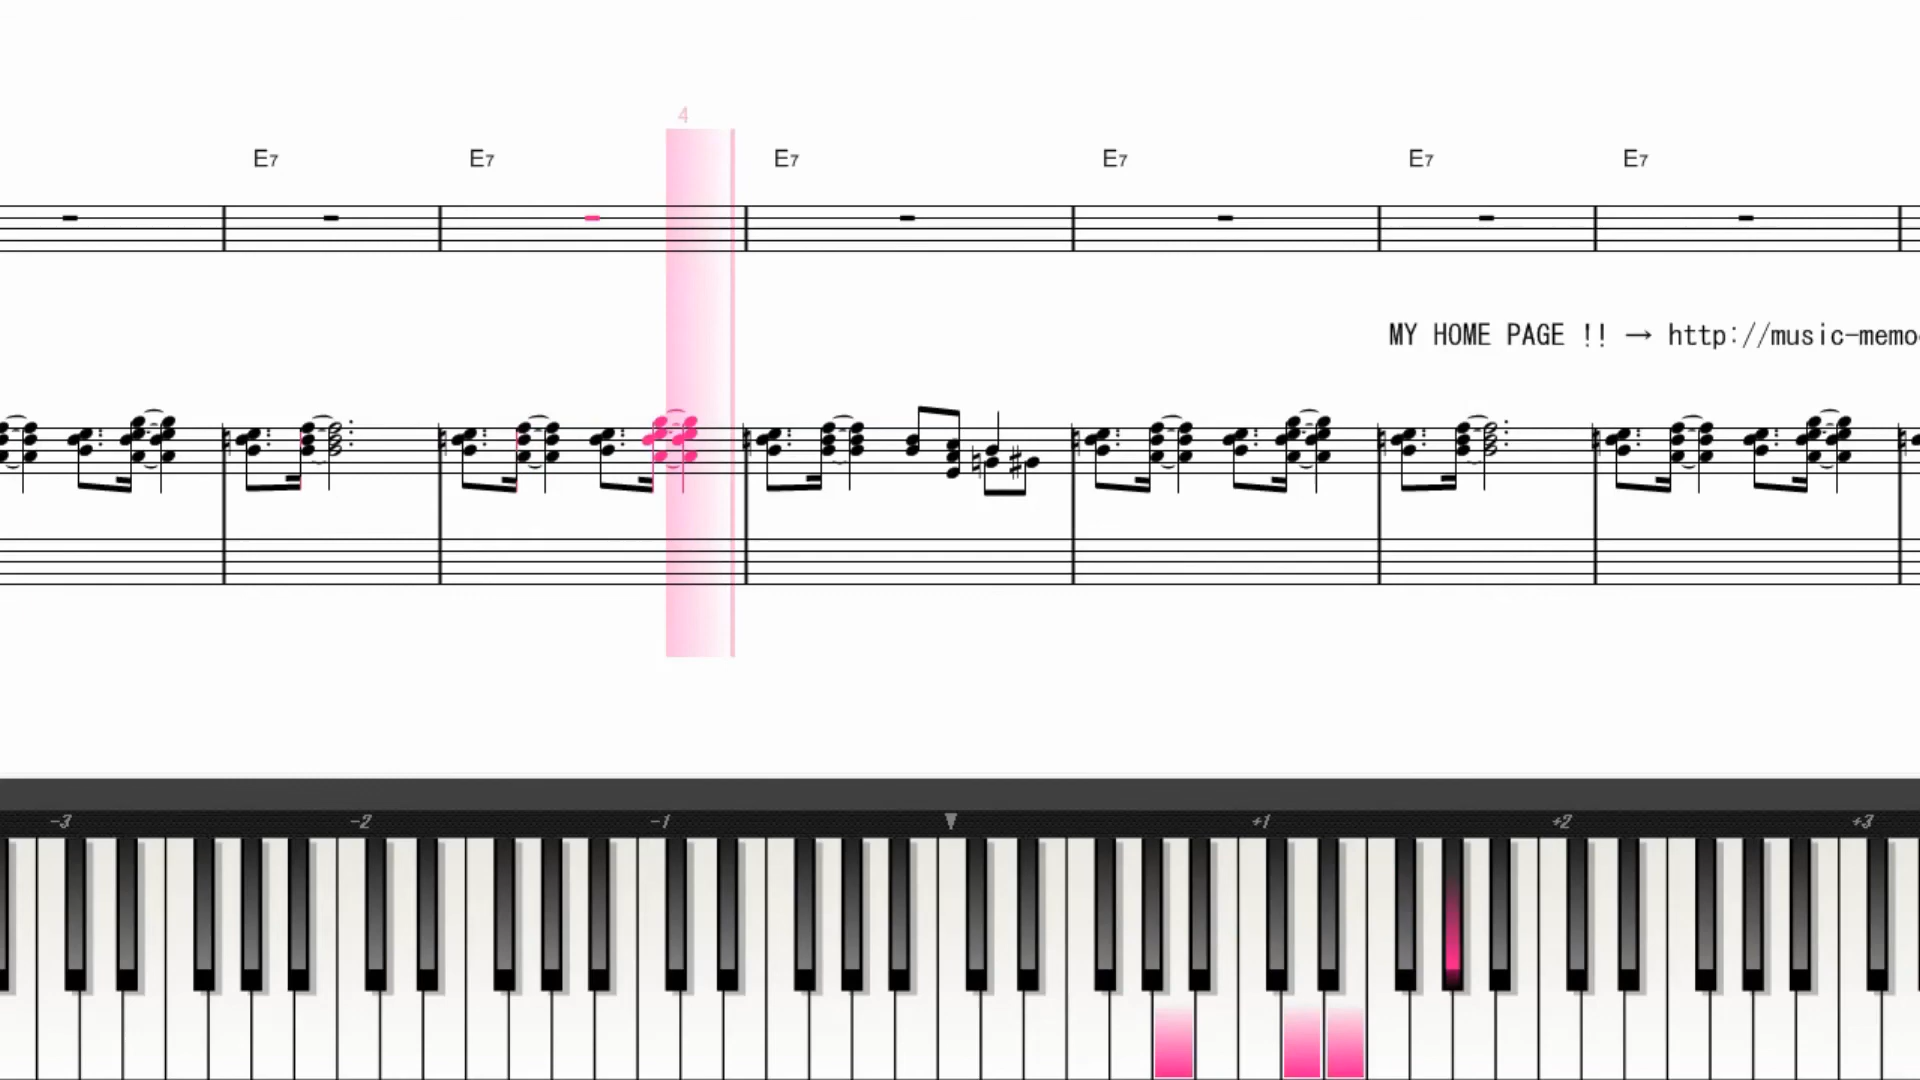 4
E7 E7 E7 E7 E7 E7
MY HOME PAGE !! → http://music-memo
-3 -2 -1 ▼ +1 +2 +3